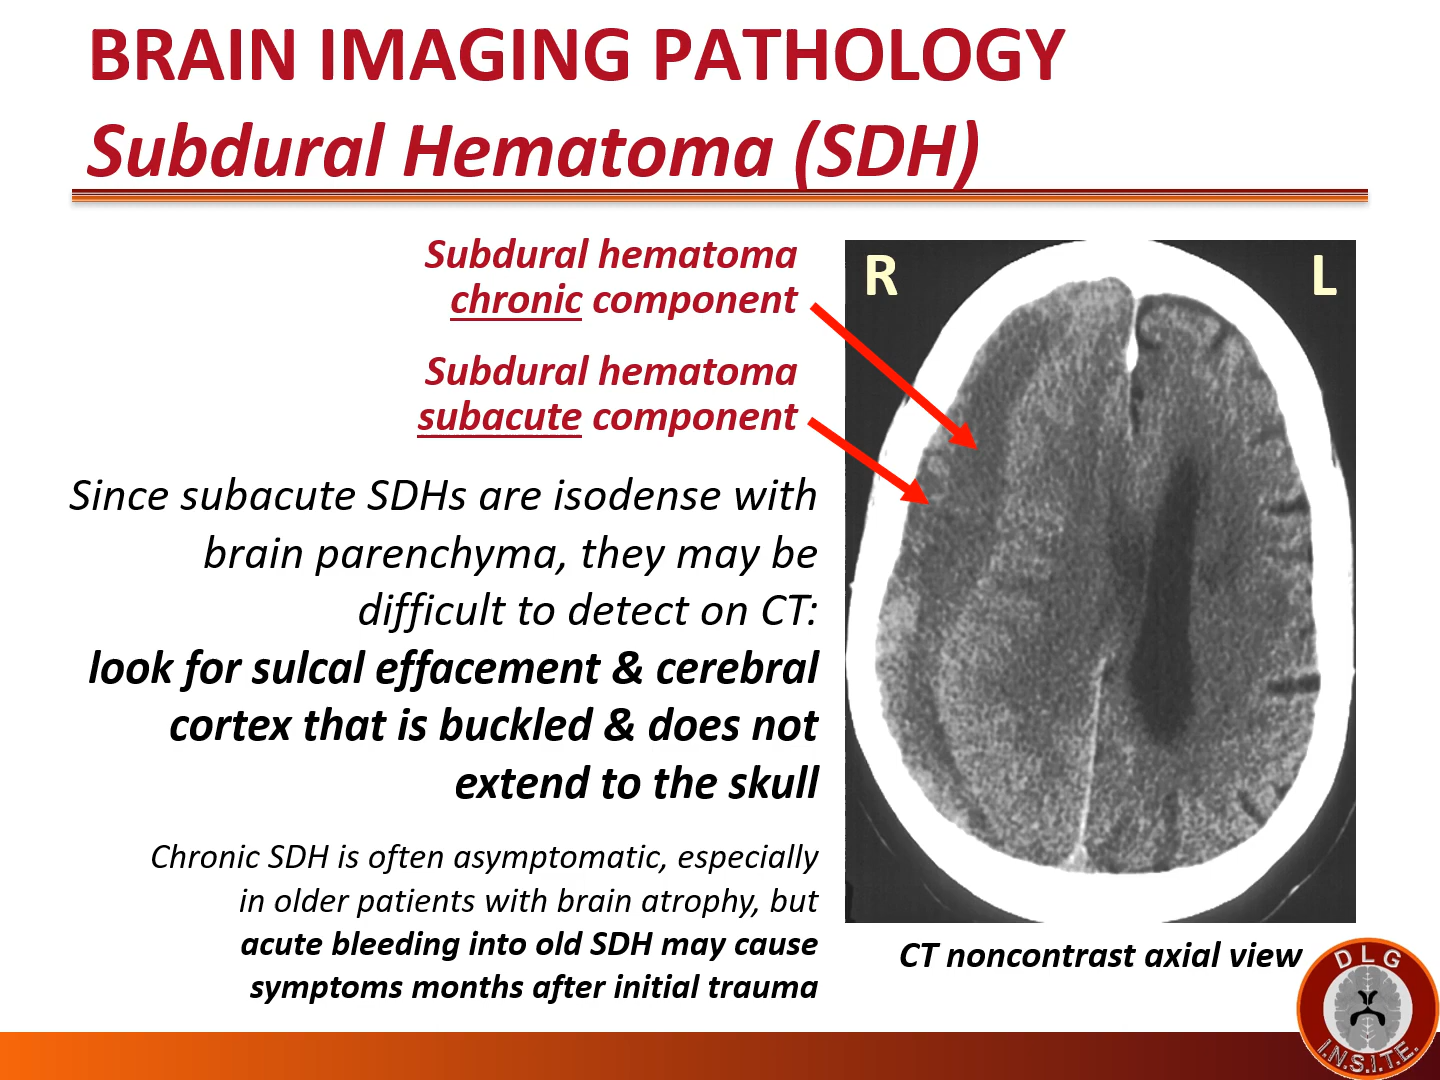 BRAIN IMAGING PATHOLOGY
Subdural Hematoma (SDH)
Subdural hematoma
chronic component
Subdural hematoma
subacute component
Since subacute SDHs are isodense with
brain parenchyma, they may be
difficult to detect on CT:
look for sulcal effacement & cerebral
cortex that is buckled & does not
extend to the skull
Chronic SDH is often asymptomatic, especially
in older patients with brain atrophy, but
acute bleeding into old SDH may cause
symptoms months after initial trauma
R
L
CT noncontrast axial view
DLG
I.N.S.I.T.E.